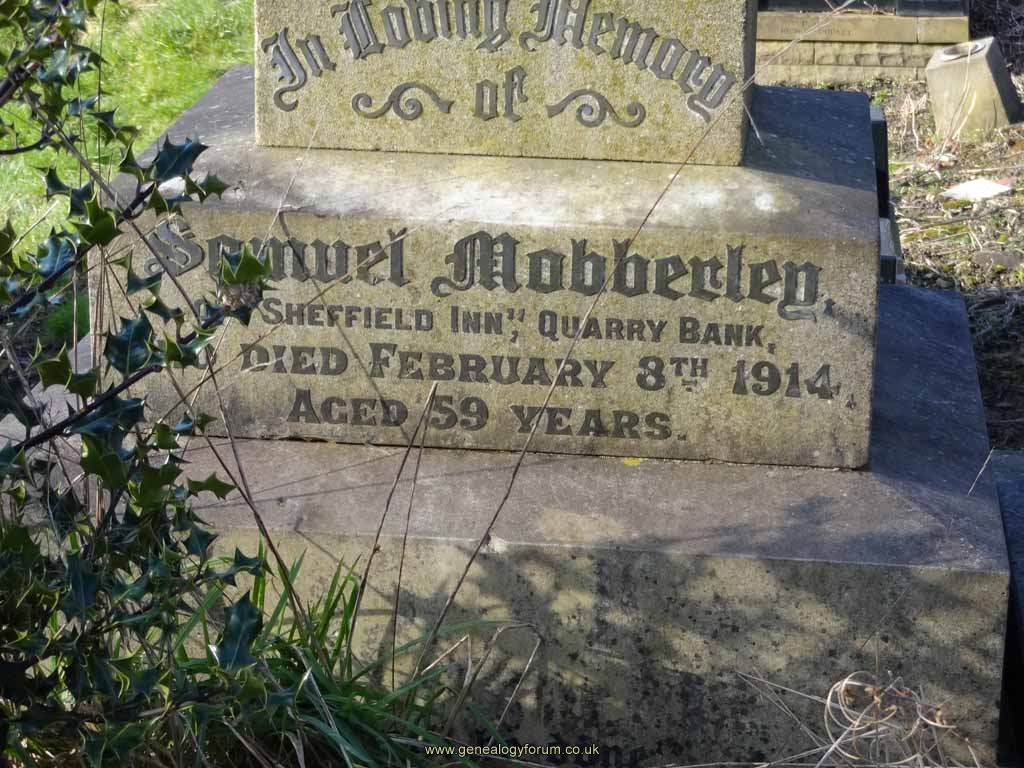 In Loving Memory
of
Samuel Mobberley,
"Sheffield Inn", Quarry Bank,
Died February 8th 1914,
Aged 59 years.
www.genealogyforum.co.uk